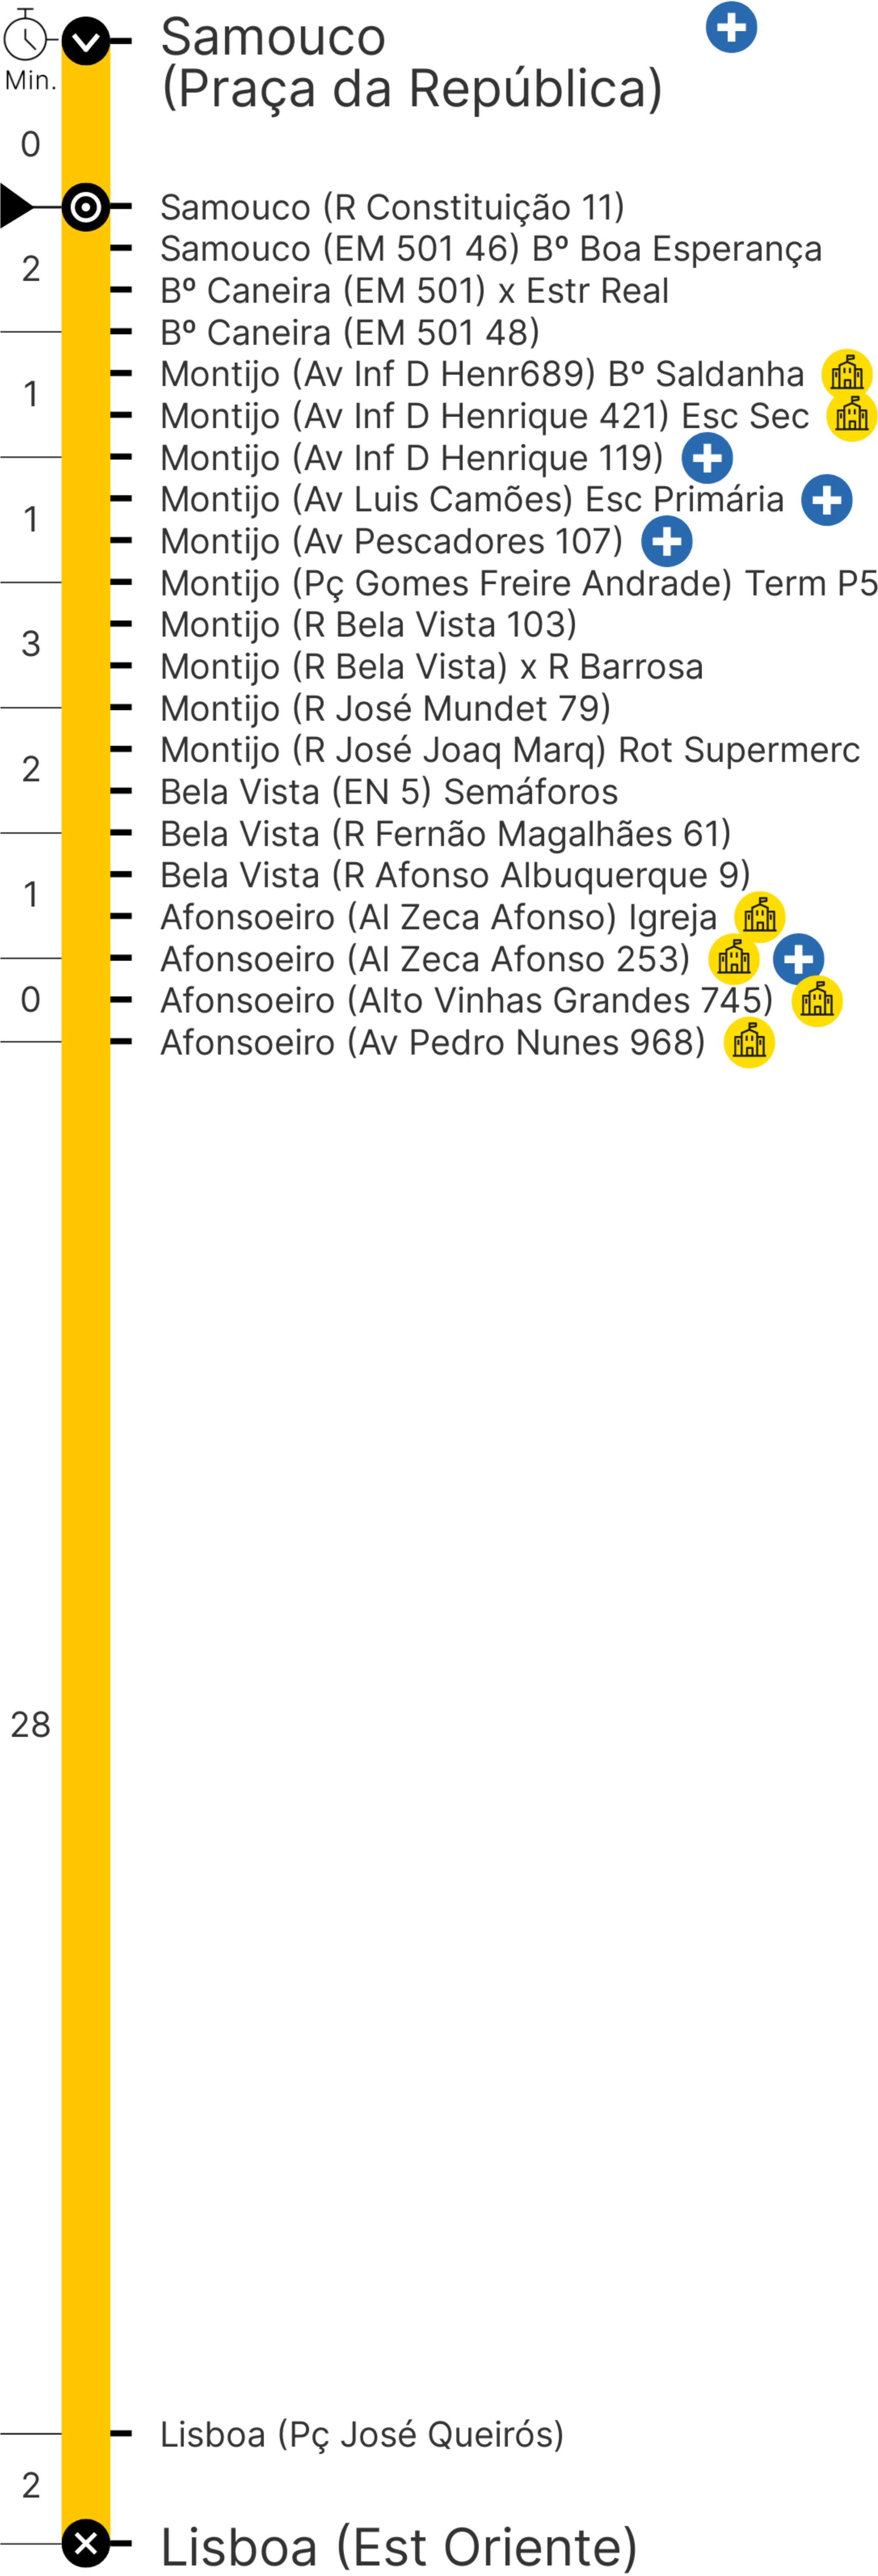 Samouco
(Praça da República)
Min.
0
Samouco (R Constituição 11)
Samouco (EM 501 46) Bº Boa Esperança
2
Bº Caneira (EM 501) x Estr Real
Bº Caneira (EM 501 48)
Montijo (Av Inf D Henr689) Bº Saldanha
1
Montijo (Av Inf D Henrique 421) Esc Sec
Montijo (Av Inf D Henrique 119)
Montijo (Av Luis Camões) Esc Primária
1
Montijo (Av Pescadores 107)
Montijo (Pç Gomes Freire Andrade) Term P5
Montijo (R Bela Vista 103)
3
Montijo (R Bela Vista) x R Barrosa
Montijo (R José Mundet 79)
Montijo (R José Joaq Marq) Rot Supermerc
2
Bela Vista (EN 5) Semáforos
Bela Vista (R Fernão Magalhães 61)
Bela Vista (R Afonso Albuquerque 9)
1
Afonsoeiro (Al Zeca Afonso) Igreja
Afonsoeiro (Al Zeca Afonso 253)
0
Afonsoeiro (Alto Vinhas Grandes 745)
Afonsoeiro (Av Pedro Nunes 968)
28
Lisboa (Pç José Queirós)
2
Lisboa (Est Oriente)